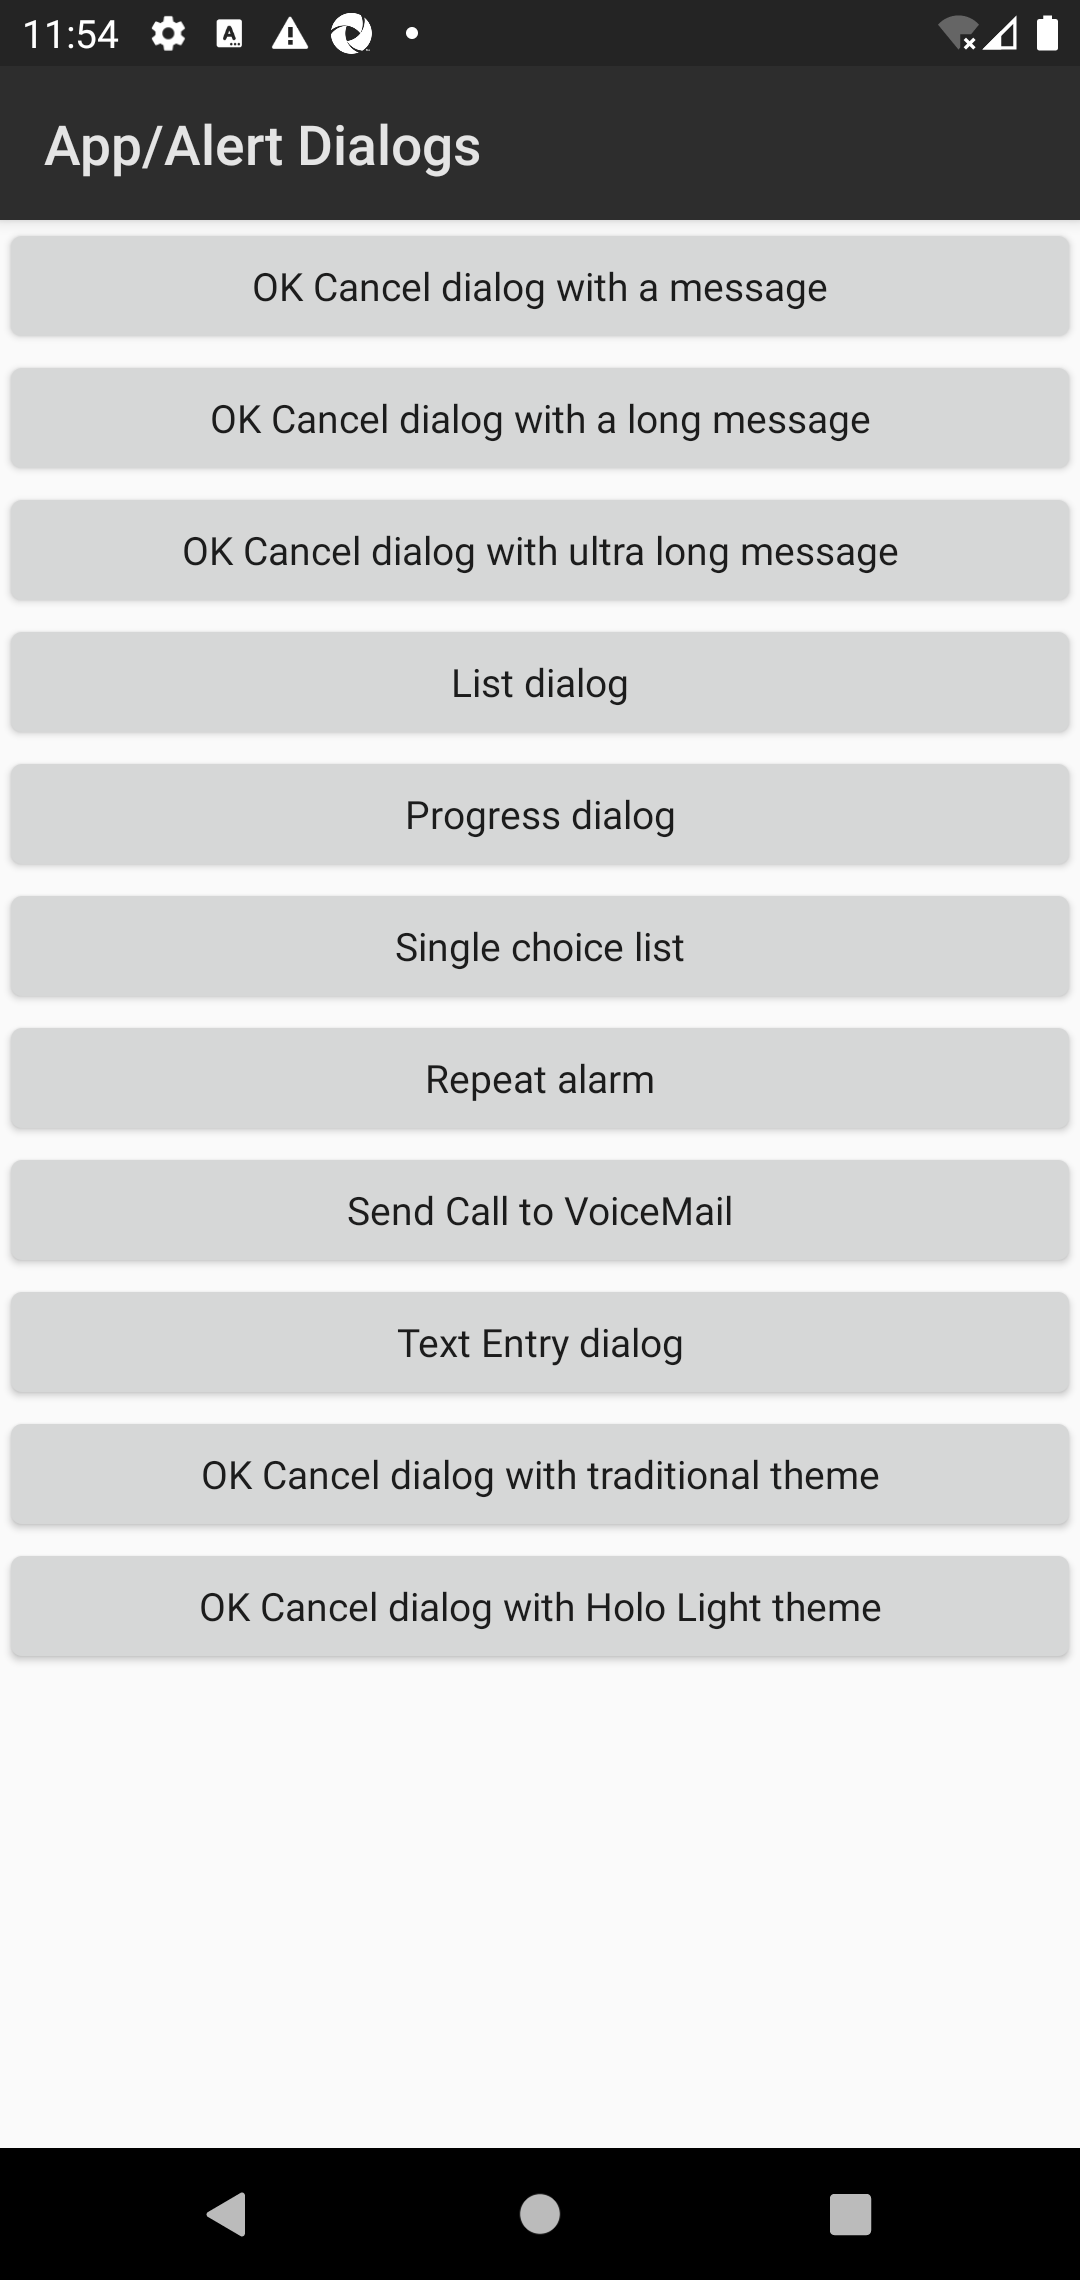 11:54
App/Alert Dialogs
OK Cancel dialog with a message
OK Cancel dialog with a long message
OK Cancel dialog with ultra long message
List dialog
Progress dialog
Single choice list
Repeat alarm
Send Call to VoiceMail
Text Entry dialog
OK Cancel dialog with traditional theme
OK Cancel dialog with Holo Light theme